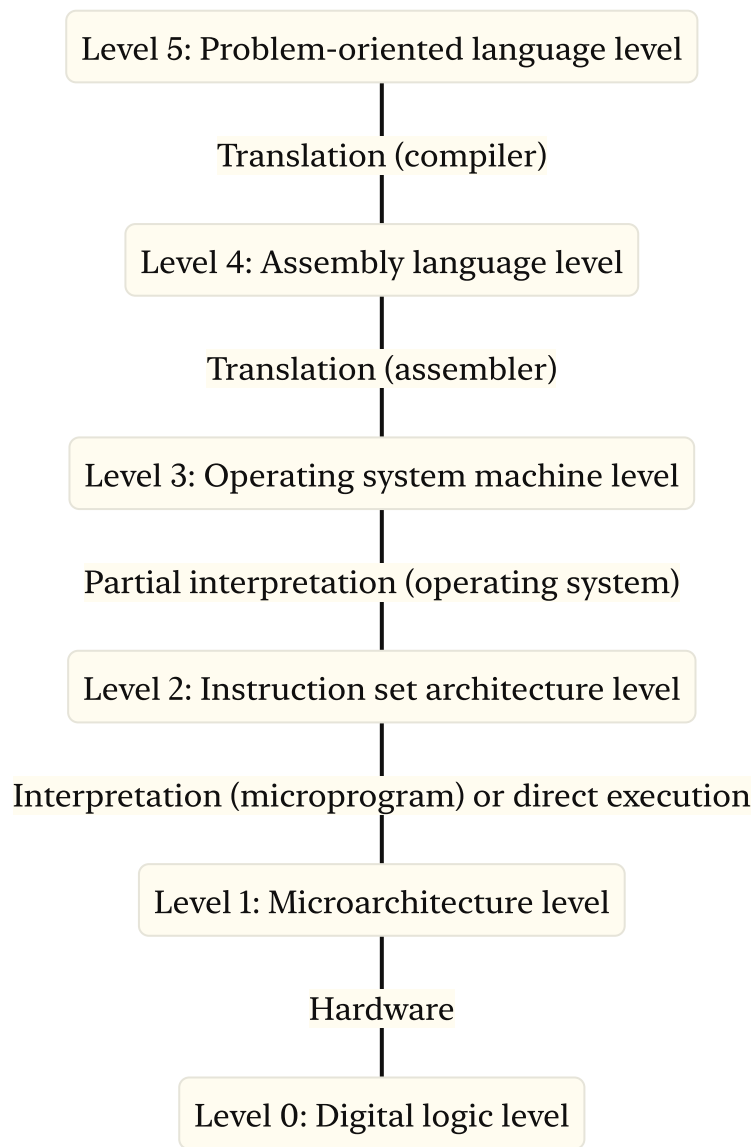 Level 5: Problem-oriented language level
Translation (compiler)
Level 4: Assembly language level
Translation (assembler)
Level 3: Operating system machine level
Partial interpretation (operating system)
Level 2: Instruction set architecture level
Interpretation (microprogram) or direct execution
Level 1: Microarchitecture level
Hardware
Level 0: Digital logic level